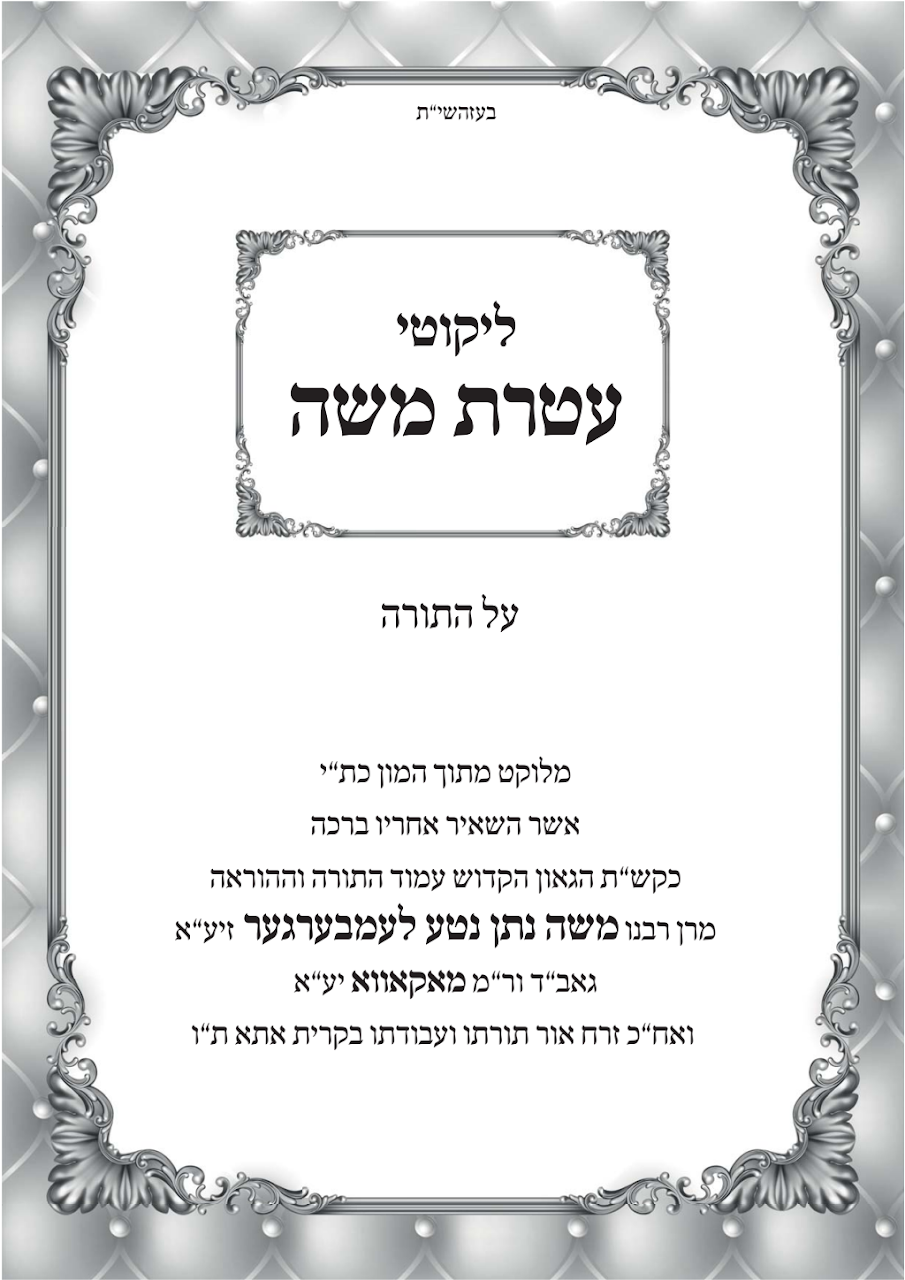 בעזהשי"ת
ליקוטי
עטרת משה
על התורה
מלוקט מתוך המון כת"י
אשר השאיר אחריו ברכה
כקש"ת הגאון הקדוש עמוד התורה וההוראה
מרן רבנו משה נתן נטע לעמבערגער זיע"א
גאב"ד ור"מ מאקאווא יע"א
ואח"כ זרח אור תורתו ועבודתו בקרית אתא ת"ו